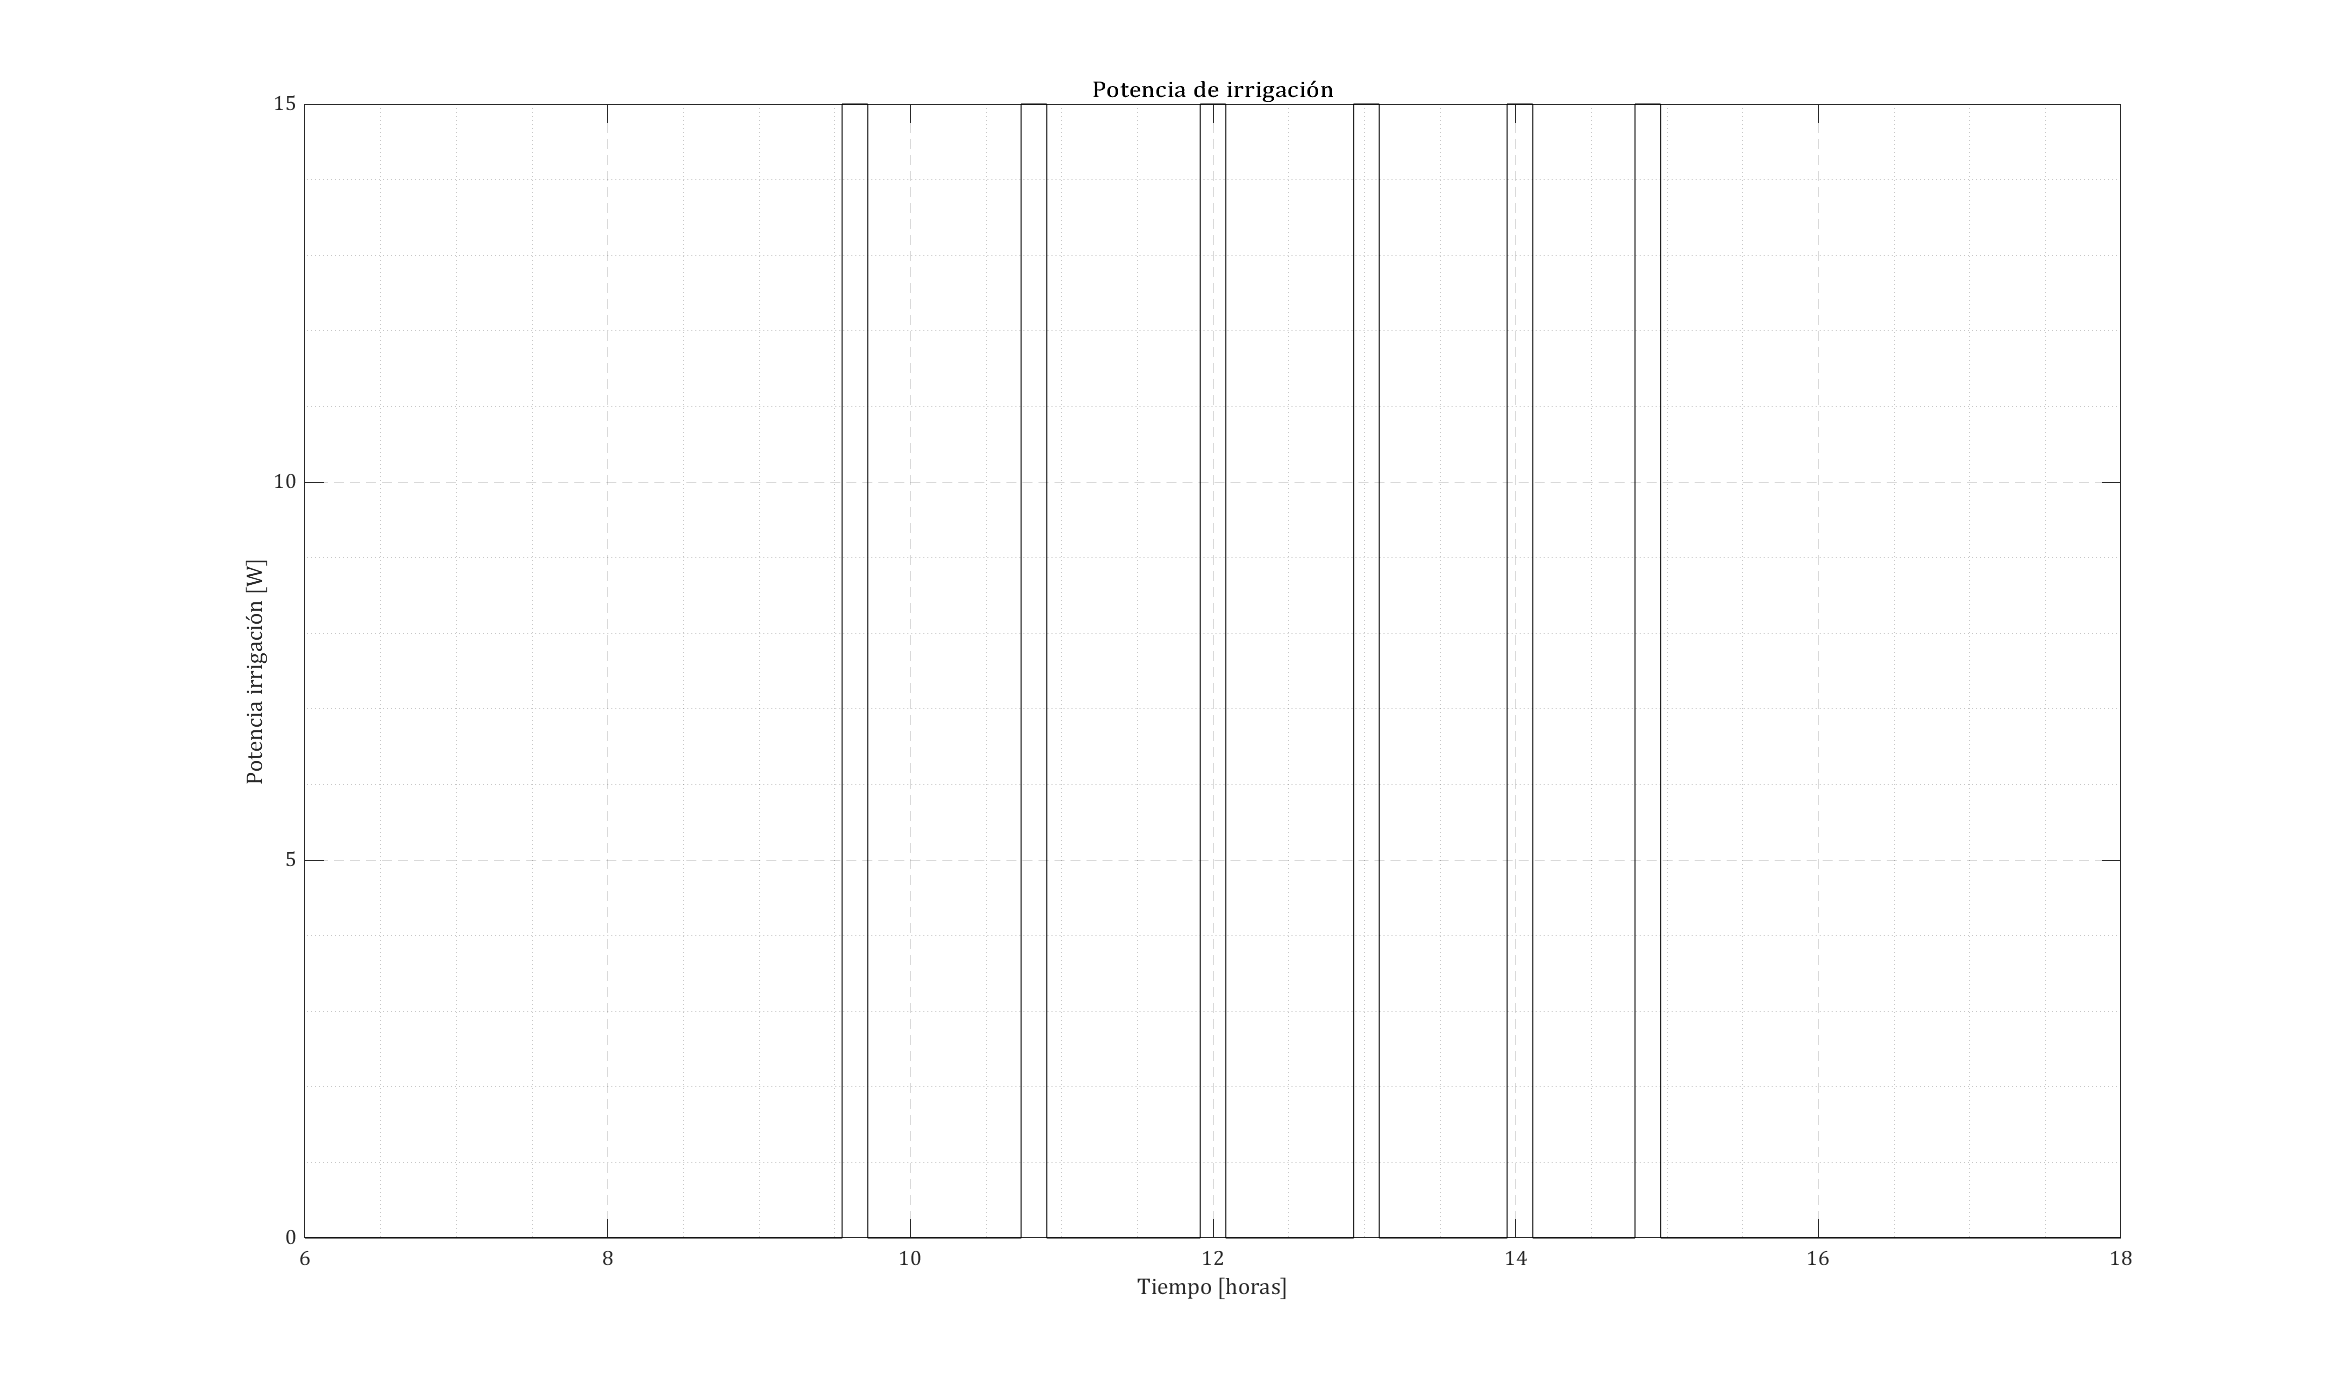 Potencia de irrigación
15
10
5
0
Potencia irrigación [W]
6 8 10 12 14 16 18
Tiempo [horas]